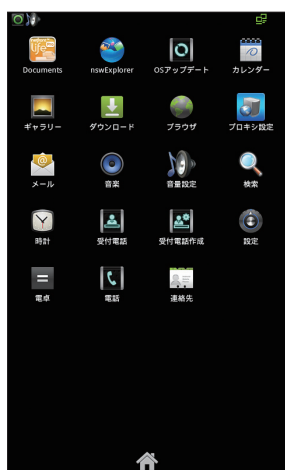 Documents
nswExplorer
OSアップデート
カレンダー
ギャラリー
ダウンロード
ブラウザ
プロキシ設定
メール
音楽
音量設定
検索
時計
受付電話
受付電話作成
設定
電卓
電話
連絡先